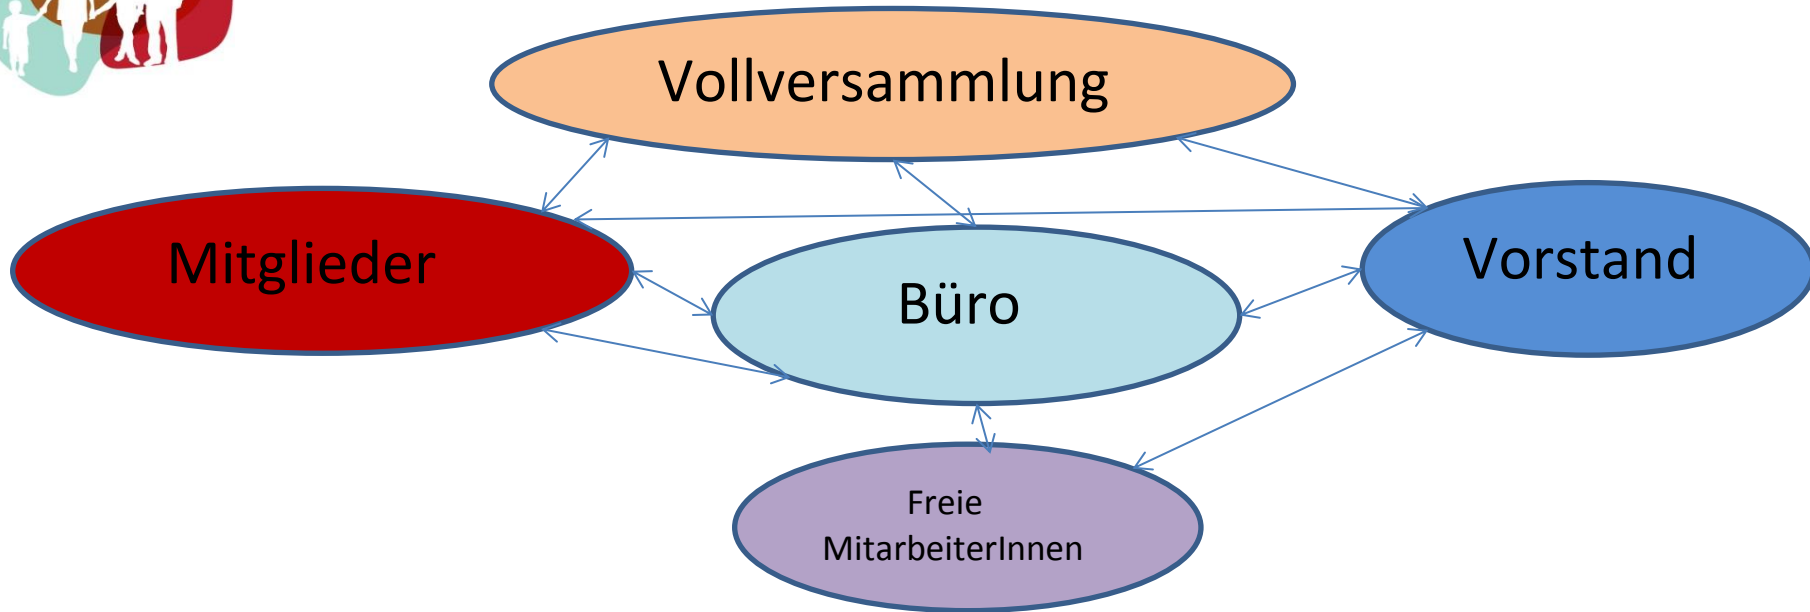 Vollversammlung
Mitglieder
Vorstand
Büro
Freie
MitarbeiterInnen